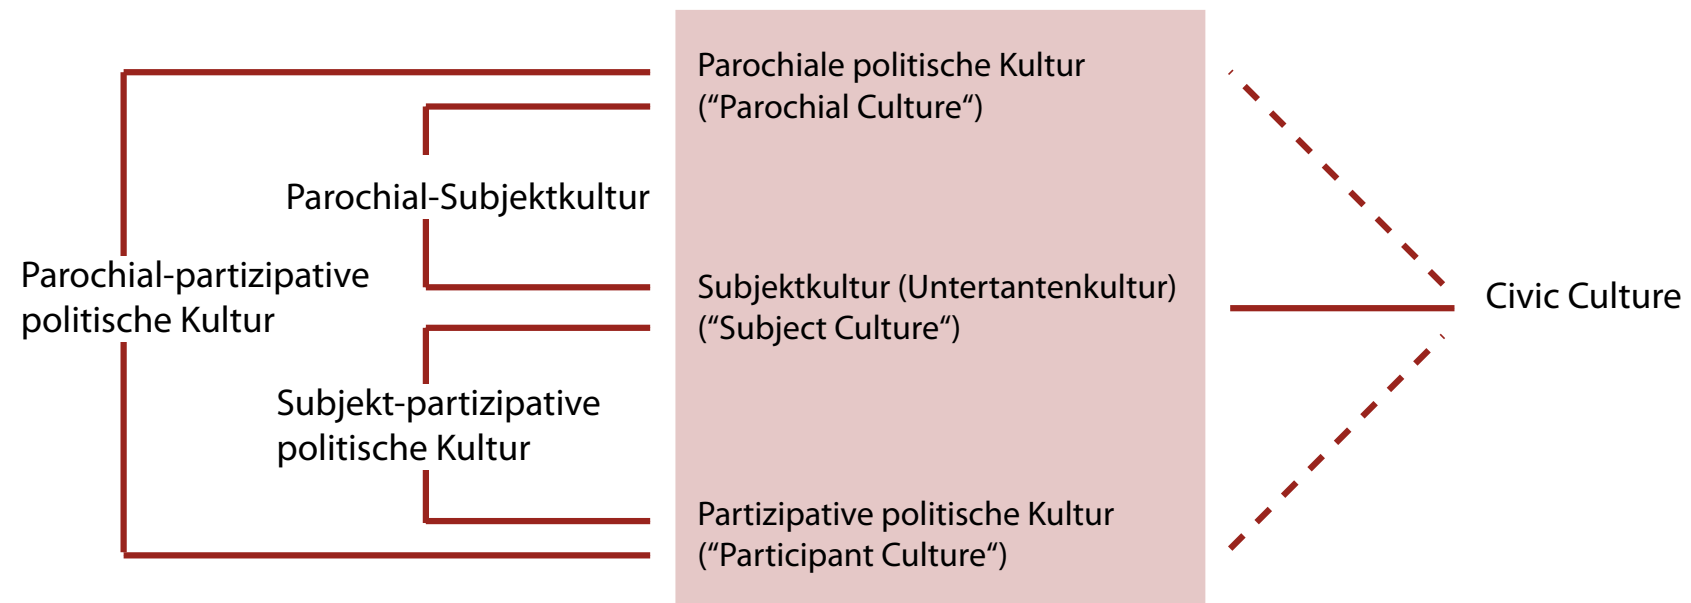 Parochiale politische Kultur
(“Parochial Culture“)
Parochial-Subjektkultur
Parochial-partizipative
politische Kultur
Subjektkultur (Untertantenkultur)
(“Subject Culture“)
Civic Culture
Subjekt-partizipative
politische Kultur
Partizipative politische Kultur
(“Participant Culture“)